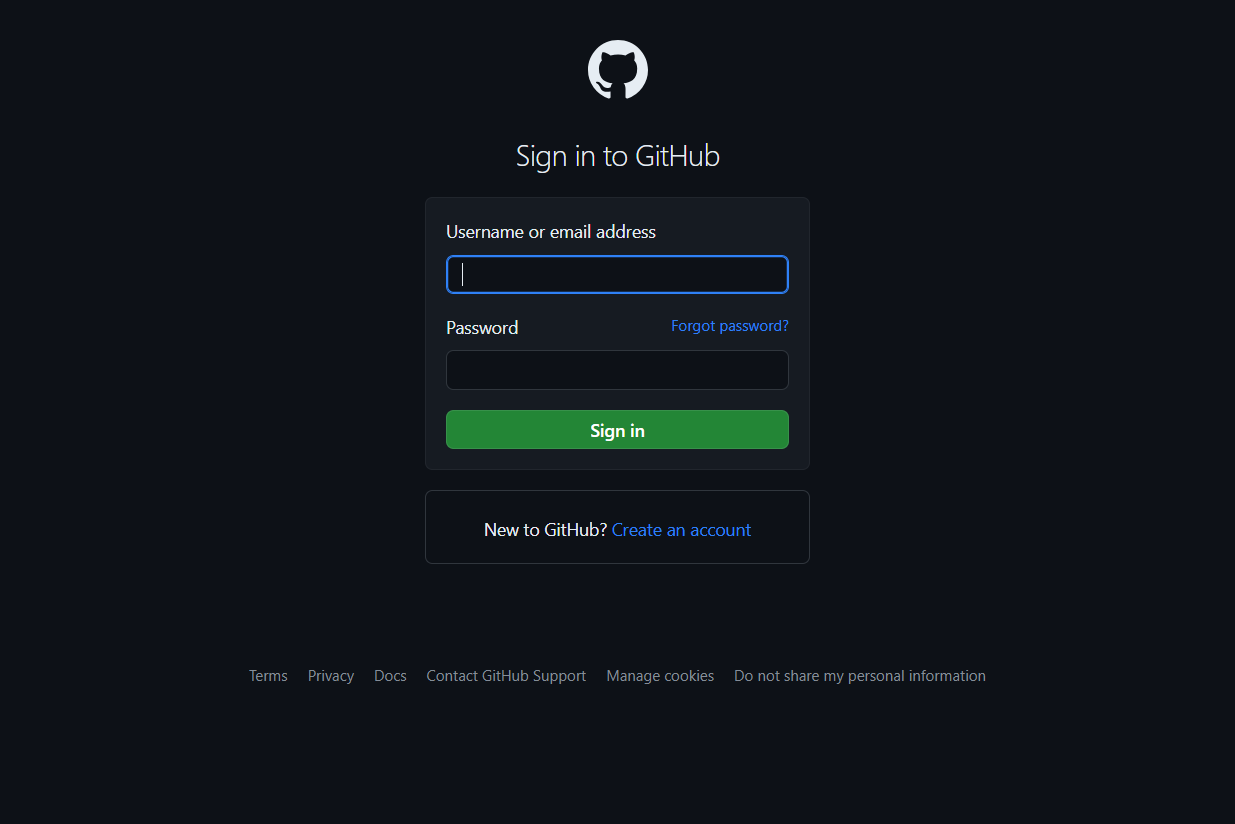 Sign in to GitHub
Username or email address
Password Forgot password?
Sign in
New to GitHub? Create an account
Terms Privacy Docs Contact GitHub Support Manage cookies Do not share my personal information